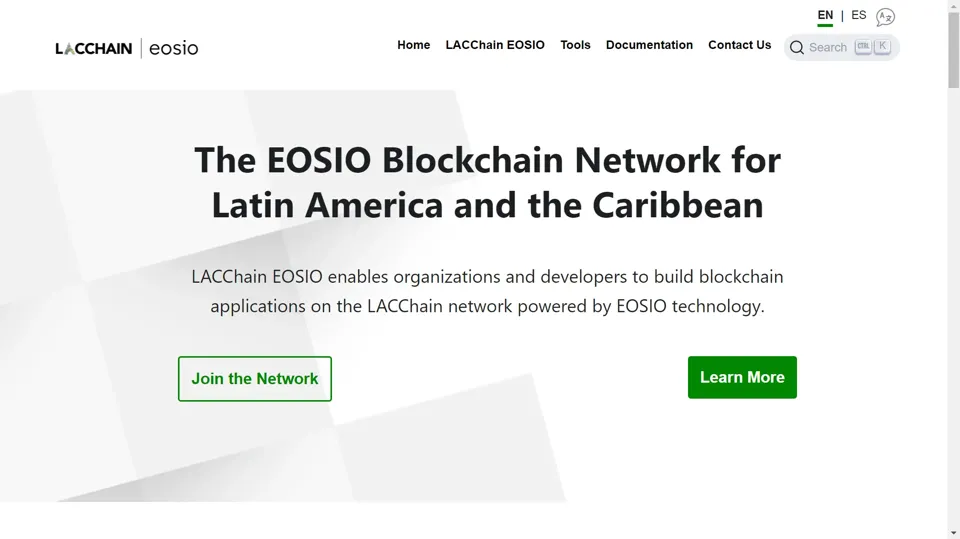 EN | ES
LACCHAIN | eosio
Home LACChain EOSIO Tools Documentation Contact Us
Search CTRL K
The EOSIO Blockchain Network for
Latin America and the Caribbean
LACChain EOSIO enables organizations and developers to build blockchain
applications on the LACChain network powered by EOSIO technology.
Join the Network
Learn More